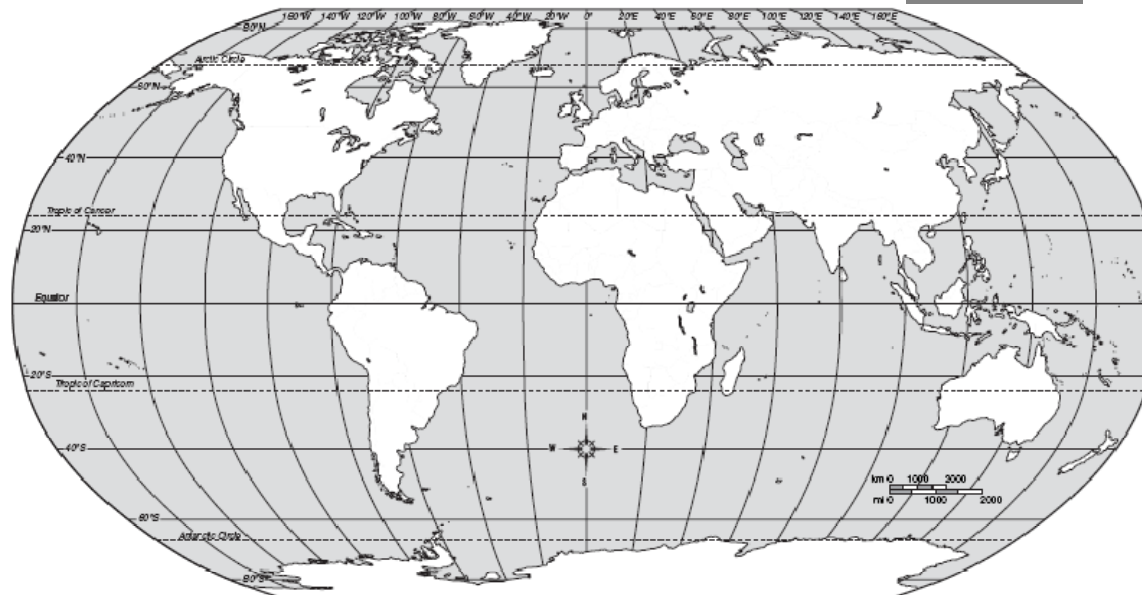 160°W 140°W 120°W 100°W 80°W 60°W 40°W 20°W 0° 20°E 40°E 60°E 80°E 100°E 120°E 140°E 160°E
80°N
Arctic Circle
60°N
40°N
Tropic of Cancer
20°N
Equator
20°S
Tropic of Capricorn
N
40°S W E
S
km 0 1000 2000
mi 0 1000 2000
60°S
Antarctic Circle
80°S